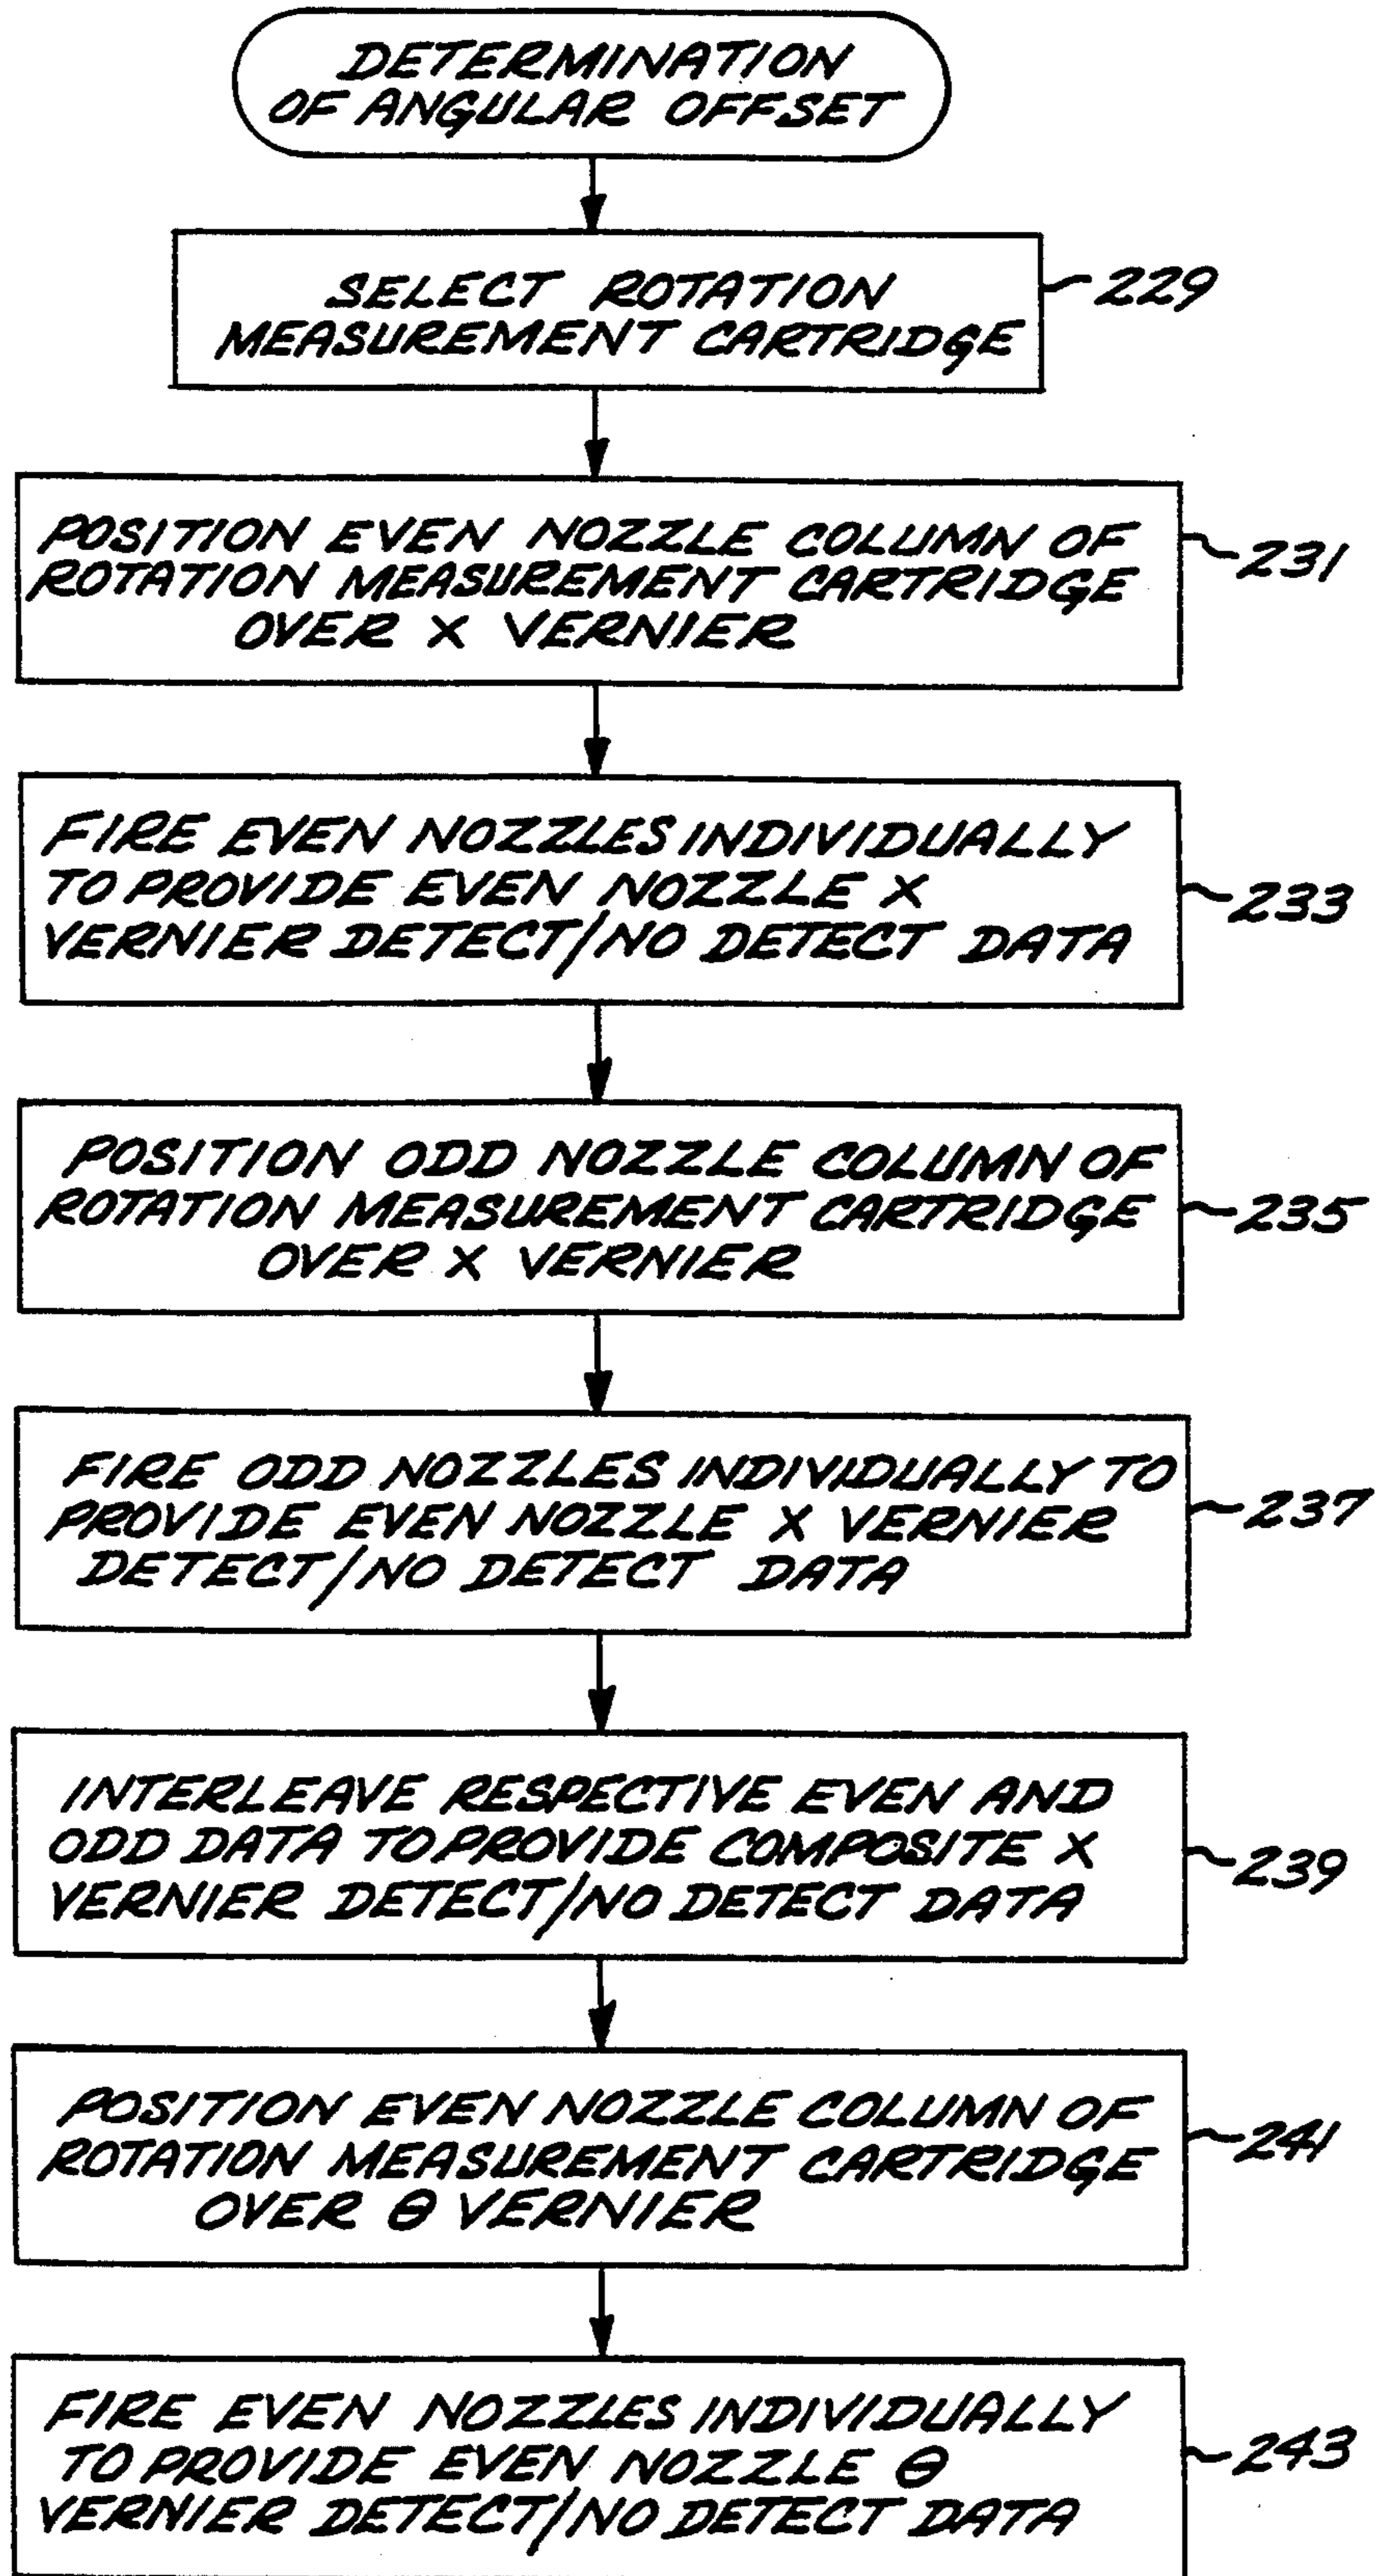 DETERMINATION
OF ANGULAR OFFSET
SELECT ROTATION
MEASUREMENT CARTRIDGE
229
POSITION EVEN NOZZLE COLUMN OF
ROTATION MEASUREMENT CARTRIDGE
OVER X VERNIER
231
FIRE EVEN NOZZLES INDIVIDUALLY
TO PROVIDE EVEN NOZZLE X
VERNIER DETECT/NO DETECT DATA
233
POSITION ODD NOZZLE COLUMN OF
ROTATION MEASUREMENT CARTRIDGE
OVER X VERNIER
235
FIRE ODD NOZZLES INDIVIDUALLY TO
PROVIDE EVEN NOZZLE X VERNIER
DETECT/NO DETECT DATA
237
INTERLEAVE RESPECTIVE EVEN AND
ODD DATA TO PROVIDE COMPOSITE X
VERNIER DETECT/NO DETECT DATA
239
POSITION EVEN NOZZLE COLUMN OF
ROTATION MEASUREMENT CARTRIDGE
OVER Θ VERNIER
241
FIRE EVEN NOZZLES INDIVIDUALLY
TO PROVIDE EVEN NOZZLE Θ
VERNIER DETECT/NO DETECT DATA
243